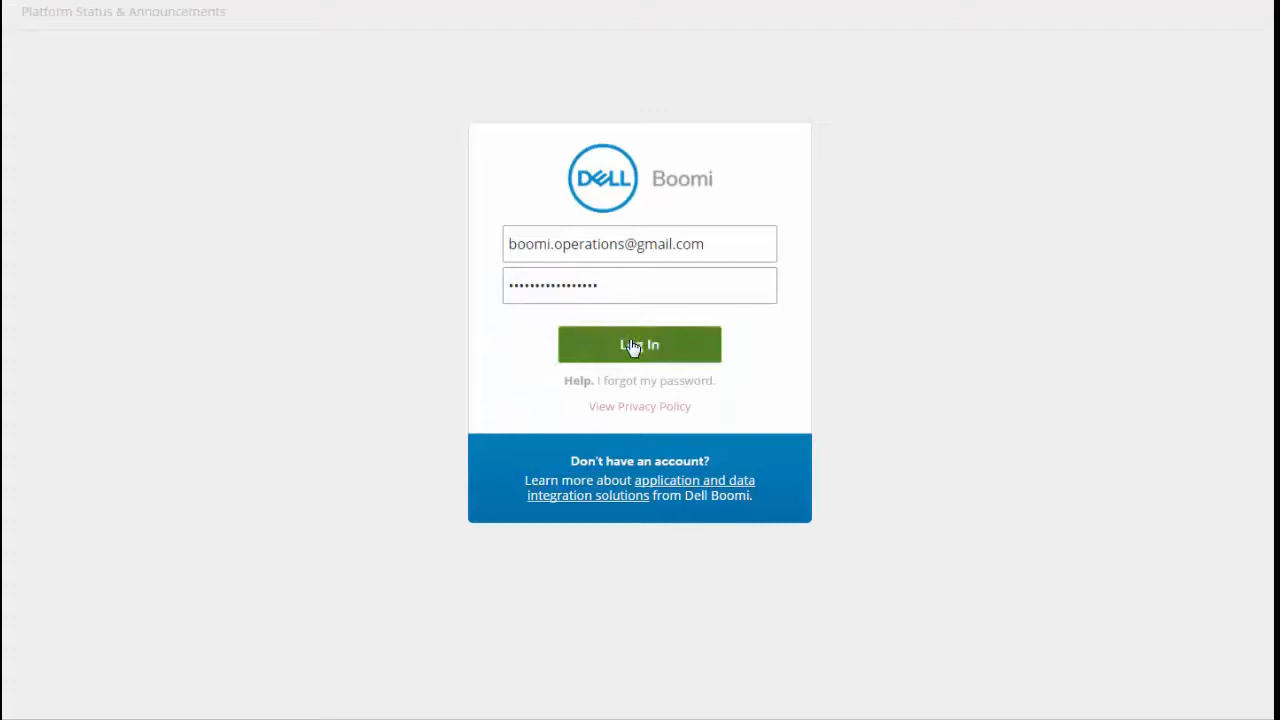 Platform Status & Announcements
DELL Boomi
boomi.operations@gmail.com
•••••••••••••••••
Log In
Help. I forgot my password.
View Privacy Policy
Don't have an account?
Learn more about application and data
integration solutions from Dell Boomi.